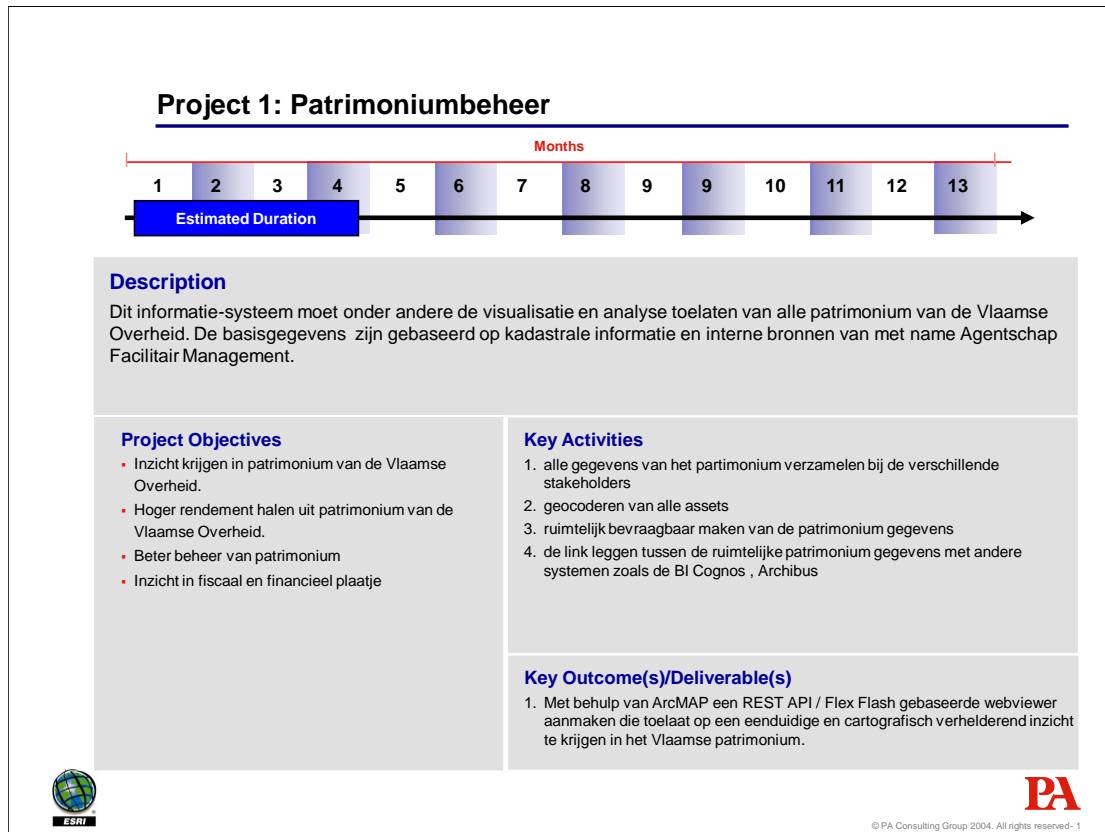 Project 1: Patrimoniumbeheer
Months
1 2 3 4 5 6 7 8 9 9 10 11 12 13
Estimated Duration
Description
Dit informatie-systeem moet onder andere de visualisatie en analyse toelaten van alle patrimonium van de Vlaamse
Overheid. De basisgegevens zijn gebaseerd op kadastrale informatie en interne bronnen van met name Agentschap
Facilitair Management.
Project Objectives
▪ Inzicht krijgen in patrimonium van de Vlaamse
Overheid.
▪ Hoger rendement halen uit patrimonium van de
Vlaamse Overheid.
▪ Beter beheer van patrimonium
▪ Inzicht in fiscaal en financieel plaatje
Key Activities
1. alle gegevens van het partimonium verzamelen bij de verschillende
stakeholders
2. geocoderen van alle assets
3. ruimtelijk bevraagbaar maken van de patrimonium gegevens
4. de link leggen tussen de ruimtelijke patrimonium gegevens met andere
systemen zoals de BI Cognos , Archibus
Key Outcome(s)/Deliverable(s)
1. Met behulp van ArcMAP een REST API / Flex Flash gebaseerde webviewer
aanmaken die toelaat op een eenduidige en cartografisch verhelderend inzicht
te krijgen in het Vlaamse patrimonium.
ESRI
PA
© PA Consulting Group 2004. All rights reserved- 1